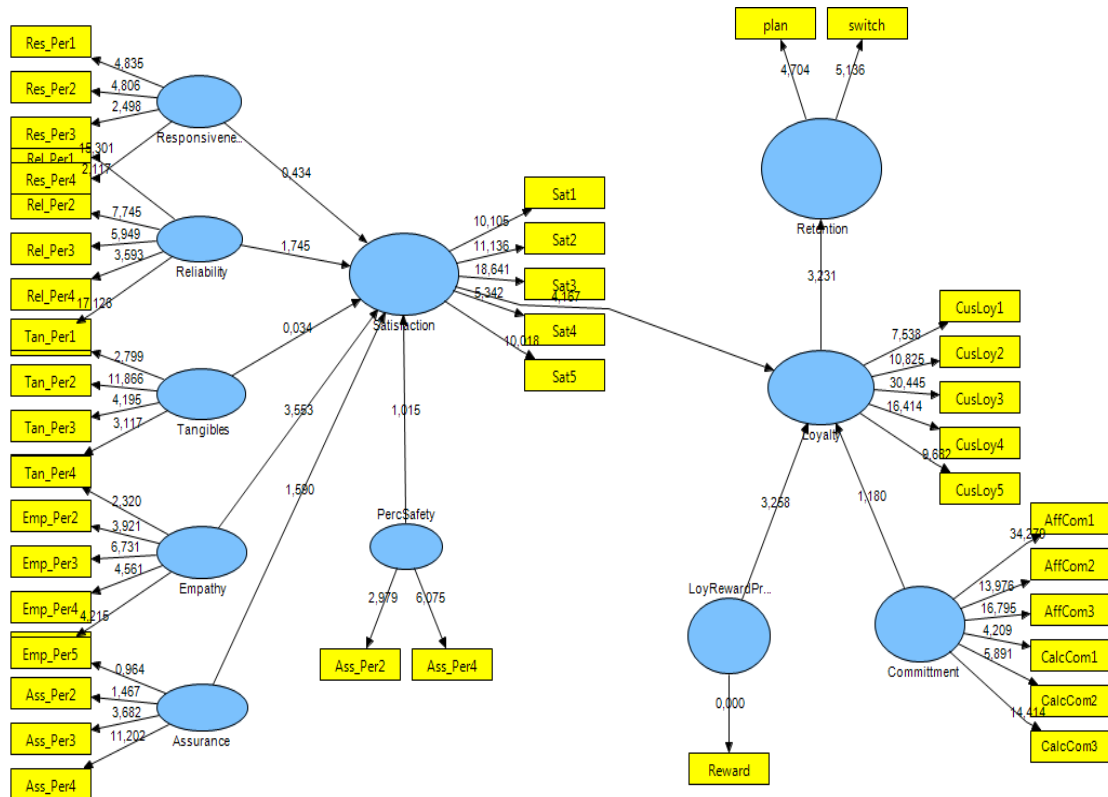 plan
switch
4,704
5,136
Retention
3,231
Res_Per1
Res_Per2
Res_Per3
Rel_Per1
Res_Per4
Rel_Per2
Rel_Per3
Rel_Per4
Tan_Per1
Tan_Per2
Tan_Per3
Tan_Per4
Emp_Per2
Emp_Per3
Emp_Per4
Emp_Per5
Ass_Per2
Ass_Per3
Ass_Per4
4,835
4,806
2,498
15,301
2,117
Responsivene...
0,434
7,745
5,949
3,593
17,126
Reliability
1,745
2,799
11,866
4,195
3,117
Tangibles
0,034
2,320
3,921
6,731
4,561
4,215
Empathy
3,553
0,964
1,467
3,682
11,202
Assurance
1,590
PercSafety
1,015
2,979
6,075
Ass_Per2
Ass_Per4
Satisfaction
10,105
11,136
18,641
5,342
10,018
4,167
Sat1
Sat2
Sat3
Sat4
Sat5
Loyalty
7,538
10,825
30,445
16,414
9,682
CusLoy1
CusLoy2
CusLoy3
CusLoy4
CusLoy5
3,258
1,180
LoyRewardPr...
0,000
Reward
Committment
34,270
13,976
16,795
4,209
5,891
14,414
AffCom1
AffCom2
AffCom3
CalcCom1
CalcCom2
CalcCom3